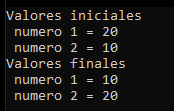 Valores iniciales
numero 1 = 20
numero 2 = 10
Valores finales
numero 1 = 10
numero 2 = 20